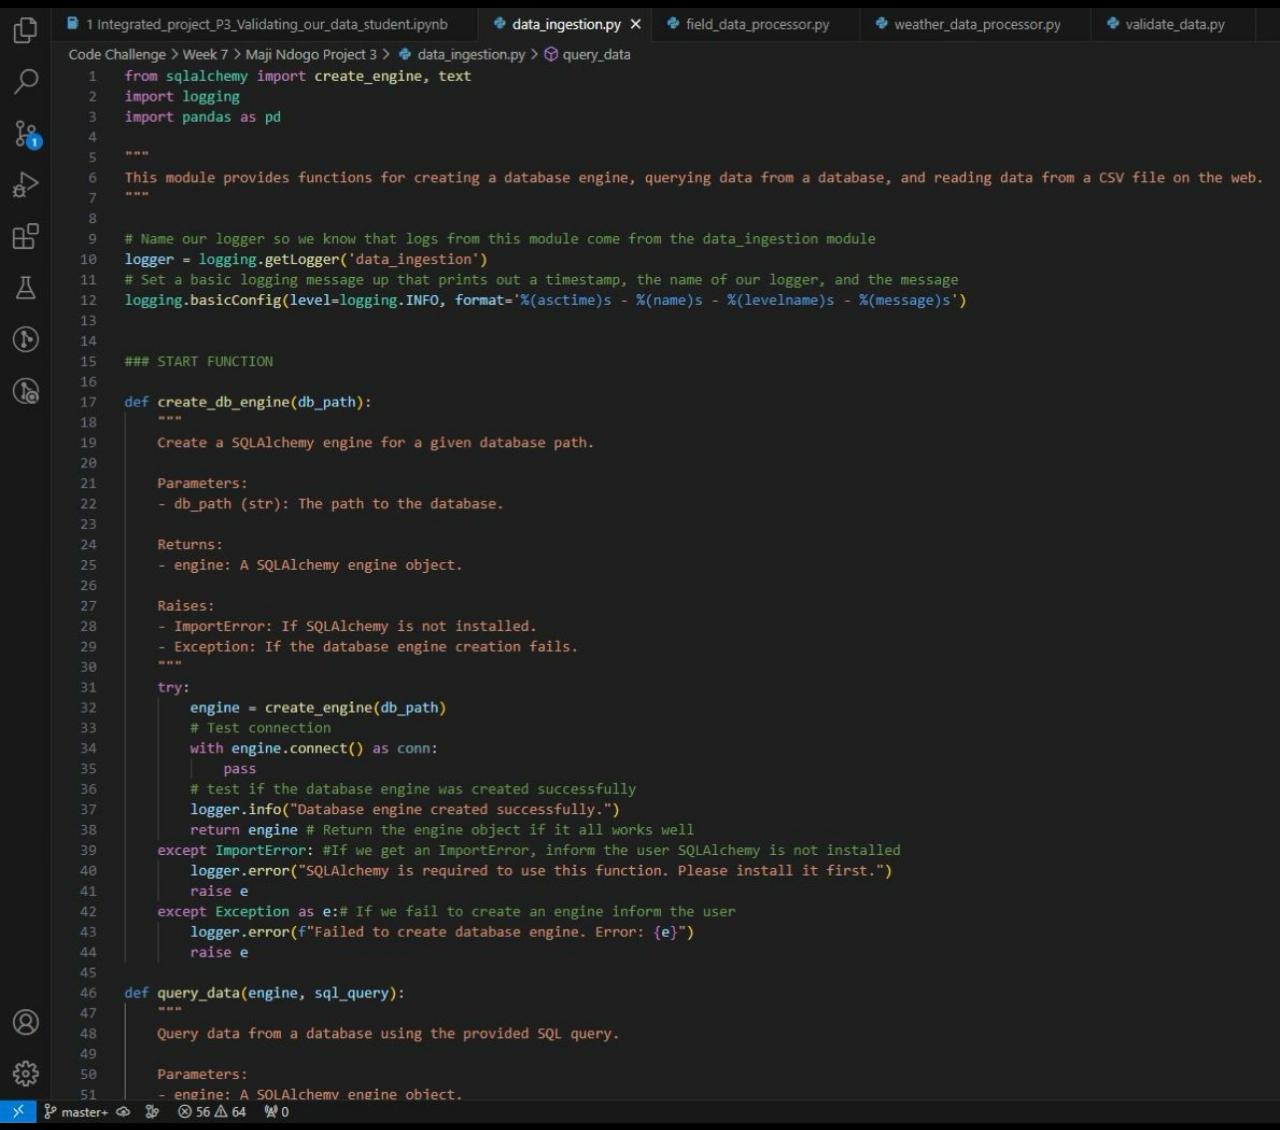 1 Integrated_project_P3_Validating_our_data_student.ipynb data_ingestion.py X field_data_processor.py weather_data_processor.py validate_data.py
Code Challenge > Week 7 > Maji Ndogo Project 3 > data_ingestion.py > query_data
1 from sqlalchemy import create_engine, text
2 import logging
3 import pandas as pd
4
5 """
6 This module provides functions for creating a database engine, querying data from a database, and reading data from a CSV file on the web.
7 """
8
9 # Name our logger so we know that logs from this module come from the data_ingestion module
10 logger = logging.getLogger('data_ingestion')
11 # Set a basic logging message up that prints out a timestamp, the name of our logger, and the message
12 logging.basicConfig(level=logging.INFO, format='%(asctime)s - %(name)s - %(levelname)s - %(message)s')
13
14
15 ### START FUNCTION
16
17 def create_db_engine(db_path):
18 """
19 Create a SQLAlchemy engine for a given database path.
20
21 Parameters:
22 - db_path (str): The path to the database.
23
24 Returns:
25 - engine: A SQLAlchemy engine object.
26
27 Raises:
28 - ImportError: If SQLAlchemy is not installed.
29 - Exception: If the database engine creation fails.
30 """
31 try:
32 engine = create_engine(db_path)
33 # Test connection
34 with engine.connect() as conn:
35 pass
36 # test if the database engine was created successfully
37 logger.info("Database engine created successfully.")
38 return engine # Return the engine object if it all works well
39 except ImportError: #If we get an ImportError, inform the user SQLAlchemy is not installed
40 logger.error("SQLAlchemy is required to use this function. Please install it first.")
41 raise e
42 except Exception as e:# If we fail to create an engine inform the user
43 logger.error(f"Failed to create database engine. Error: {e}")
44 raise e
45
46 def query_data(engine, sql_query):
47 """
48 Query data from a database using the provided SQL query.
49
50 Parameters:
51 - engine: A SQLAlchemy engine object.
master+ 56 64 0